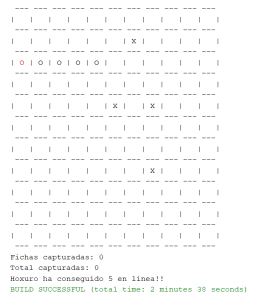 --- --- --- --- --- --- --- --- --- --- ---
|   |   |   |   |   |   |   |   |   |   |   |
--- --- --- --- --- --- --- --- --- --- ---
|   |   |   |   |   |   | X |   |   |   |   |
--- --- --- --- --- --- --- --- --- --- ---
| O | O | O | O | O |   |   |   |   |   |   |
--- --- --- --- --- --- --- --- --- --- ---
|   |   |   |   |   |   |   |   |   |   |   |
--- --- --- --- --- --- --- --- --- --- ---
|   |   |   |   |   | X |   | X |   |   |   |
--- --- --- --- --- --- --- --- --- --- ---
|   |   |   |   |   |   |   |   |   |   |   |
--- --- --- --- --- --- --- --- --- --- ---
|   |   |   |   |   |   |   |   |   |   |   |
--- --- --- --- --- --- --- --- --- --- ---
|   |   |   |   |   |   |   | X |   |   |   |
--- --- --- --- --- --- --- --- --- --- ---
|   |   |   |   |   |   |   |   |   |   |   |
--- --- --- --- --- --- --- --- --- --- ---
|   |   |   |   |   |   |   |   |   |   |   |
--- --- --- --- --- --- --- --- --- --- ---
|   |   |   |   |   |   |   |   |   |   |   |
--- --- --- --- --- --- --- --- --- --- ---
Fichas capturadas: 0
Total capturadas: 0
Hoxuro ha conseguido 5 en linea!!
BUILD SUCCESSFUL (total time: 2 minutes 38 seconds)